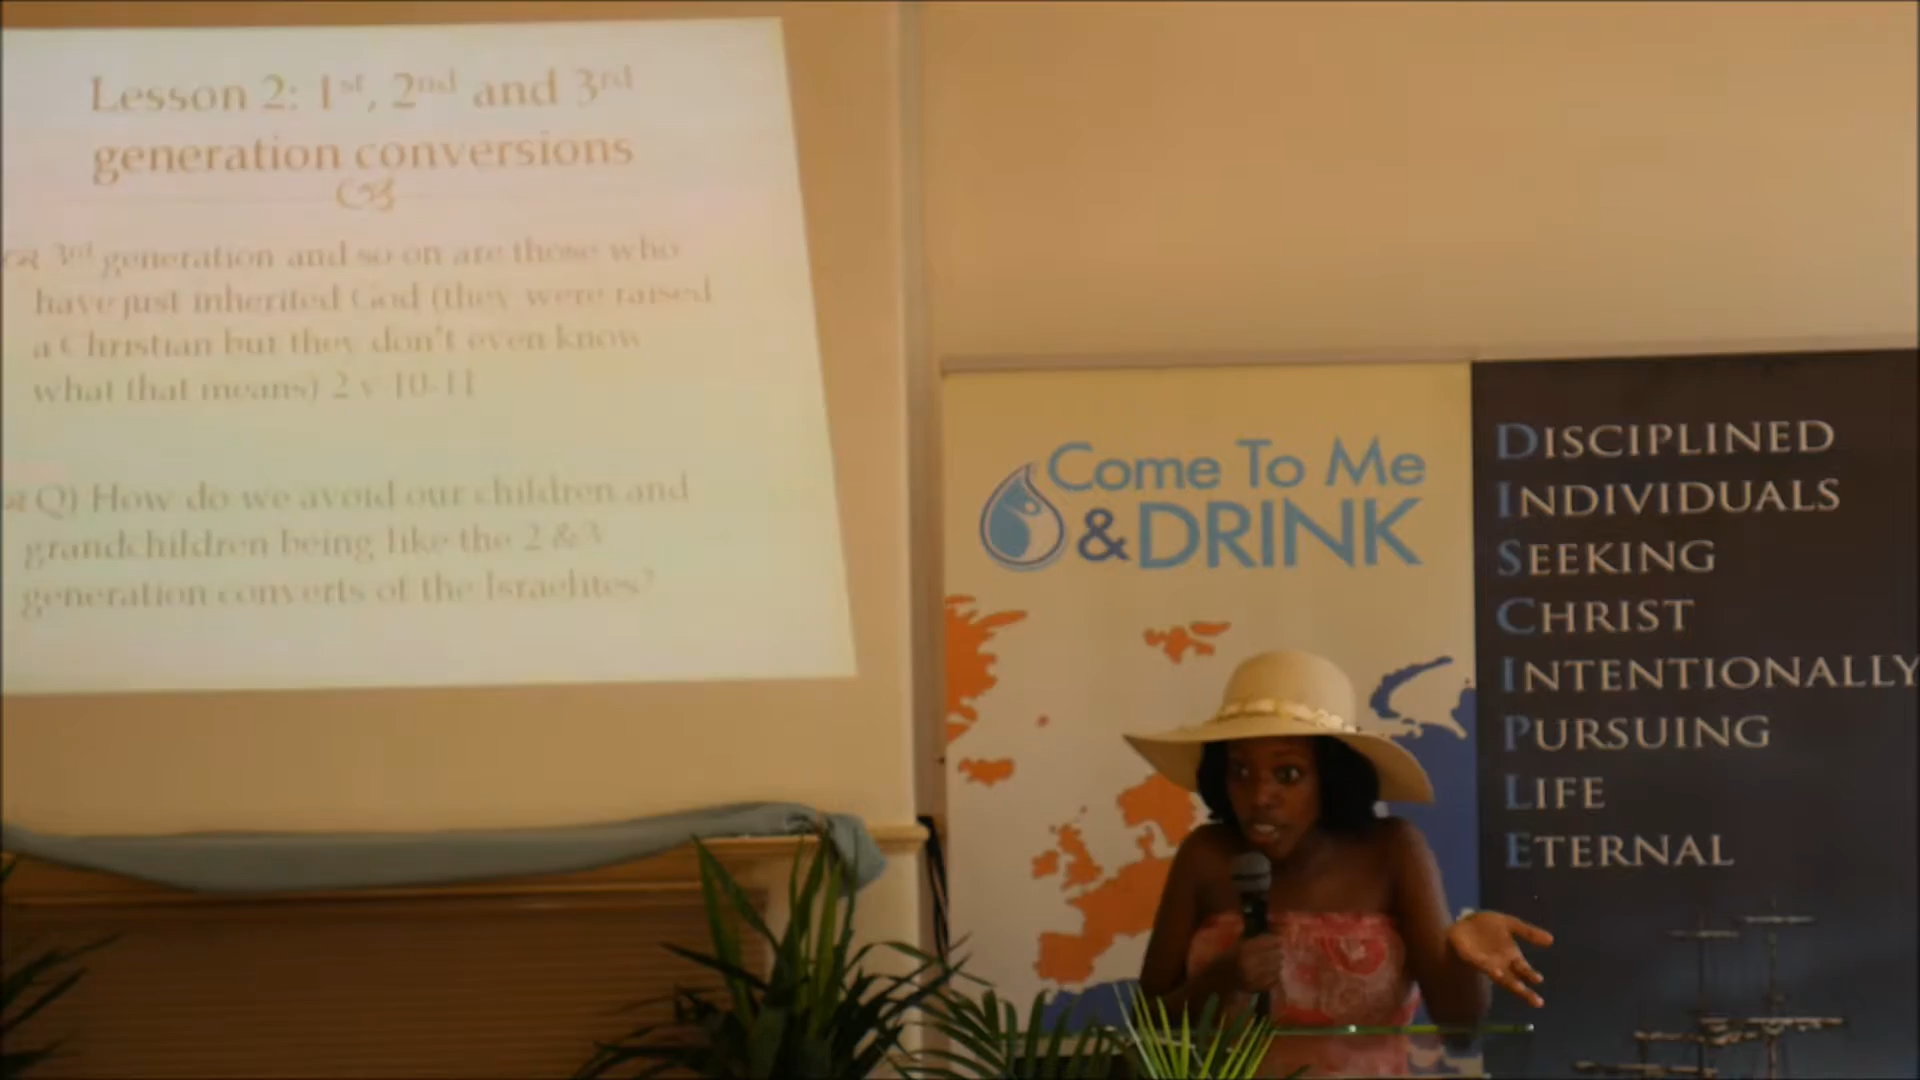 Lesson 2: 1st, 2nd and 3rd
generation conversions
3rd generation and so on are those who
have just inherited God (they were raised
a Christian but they don't even know
what that means) 2 v 10-11
Q) How do we avoid our children and
grandchildren being like the 2 &3
generation converts of the Israelites?
Come To Me
& DRINK
DISCIPLINED
INDIVIDUALS
SEEKING
CHRIST
INTENTIONALLY
PURSUING
LIFE
ETERNAL